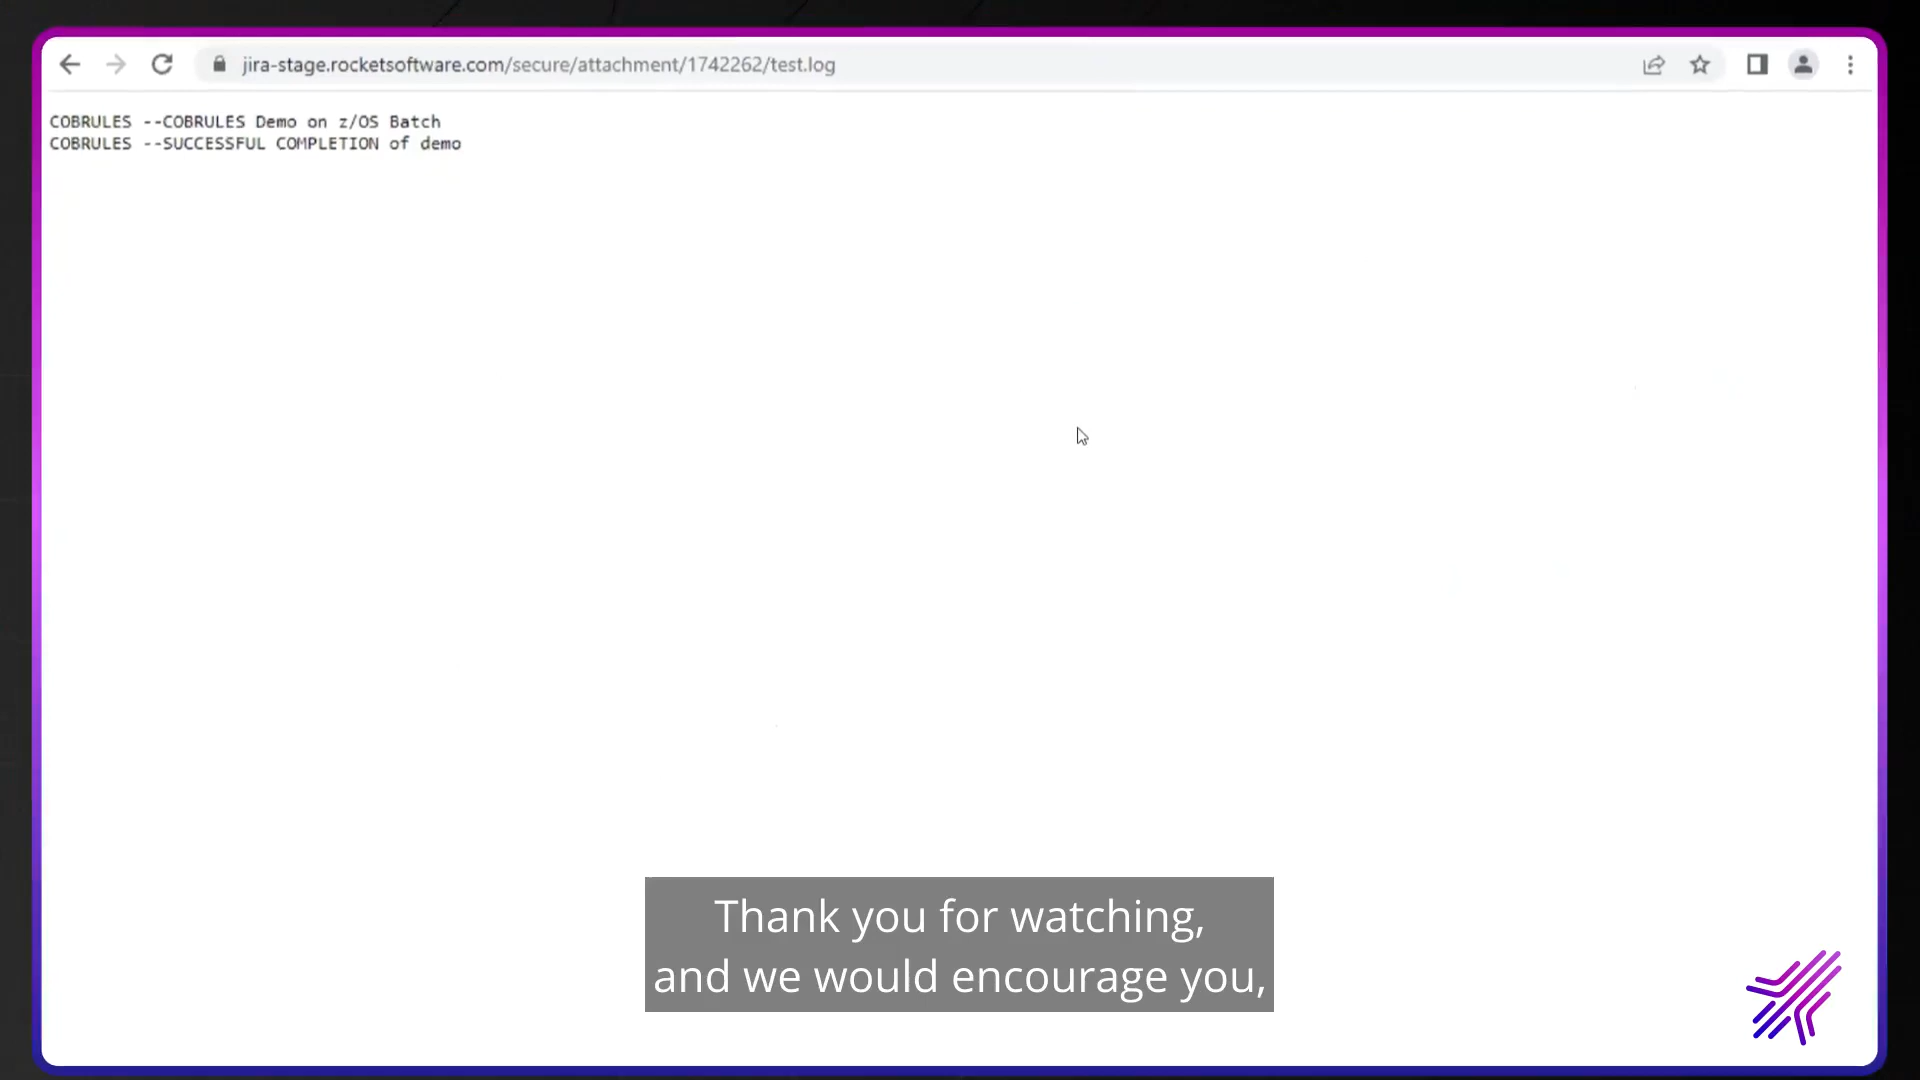 jira-stage.rocketsoftware.com/secure/attachment/1742262/test.log
COBRULES --COBRULES Demo on z/OS Batch
COBRULES --SUCCESSFUL COMPLETION of demo
Thank you for watching,
and we would encourage you,